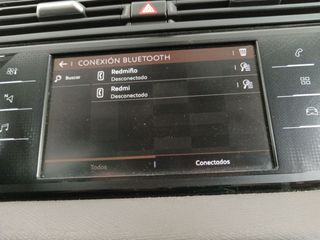 CONEXIÓN BLUETOOTH
Buscar
Redmiño
Desconectado
Redmi
Desconectado
Todos
Conectados